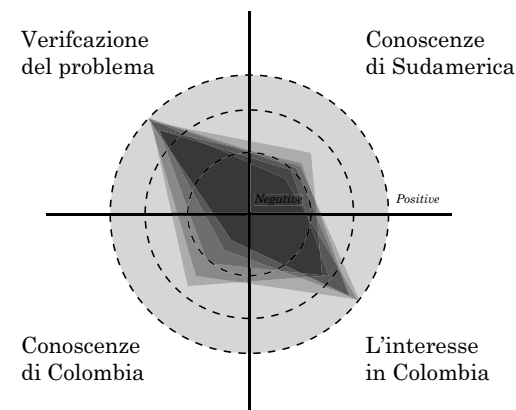 Verifcazione
del problema
Conoscenze
di Sudamerica
Negative
Positive
Conoscenze
di Colombia
L'interesse
in Colombia